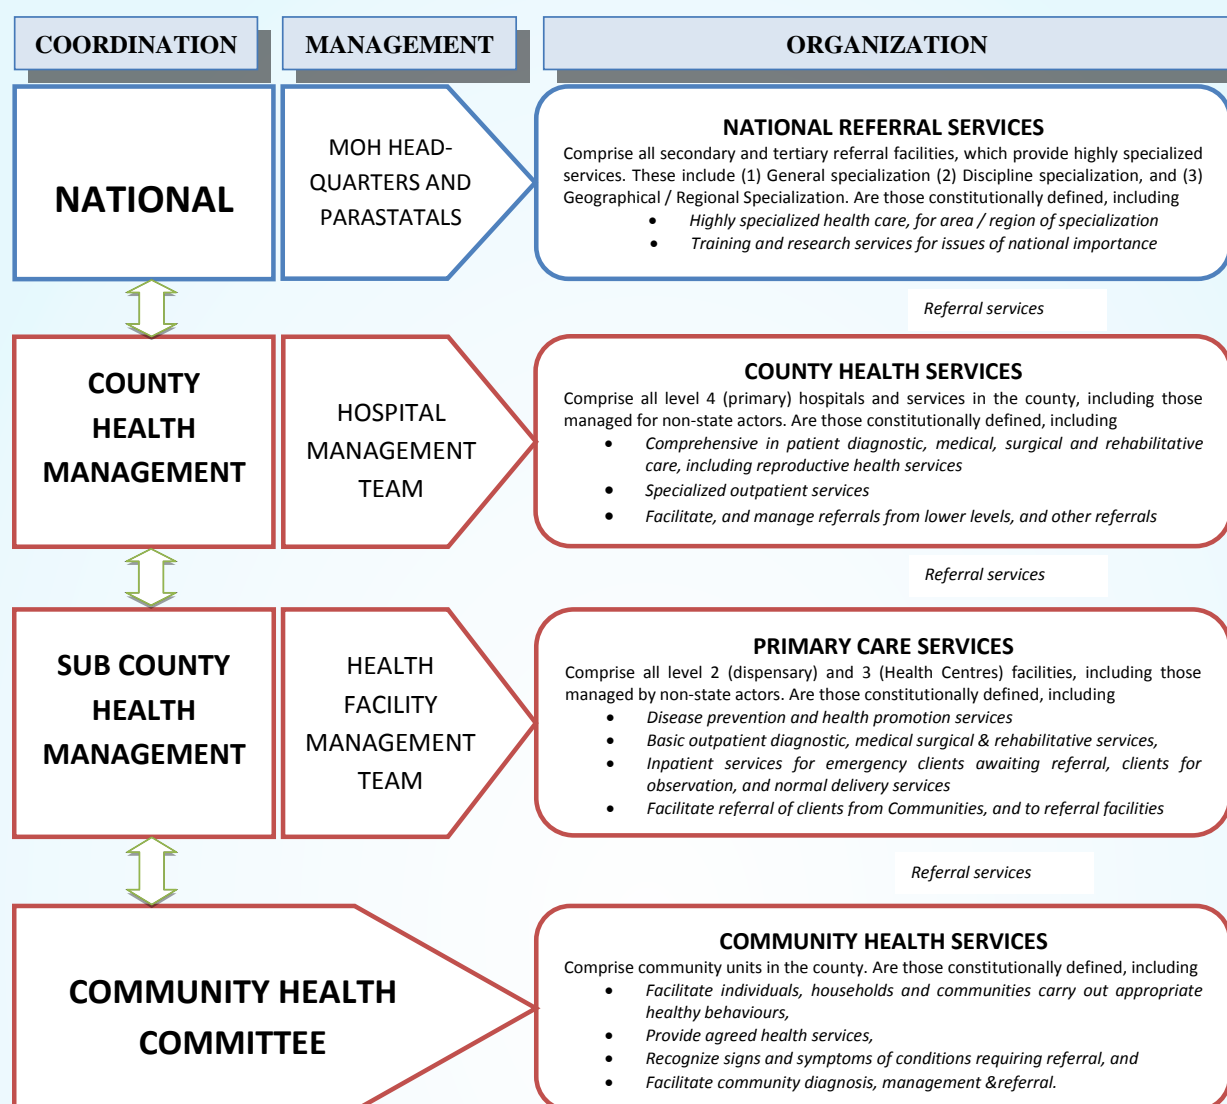 COORDINATION
MANAGEMENT
ORGANIZATION
NATIONAL
MOH HEAD-
QUARTERS AND
PARASTATALS
NATIONAL REFERRAL SERVICES
Comprise all secondary and tertiary referral facilities, which provide highly specialized
services. These include (1) General specialization (2) Discipline specialization, and (3)
Geographical / Regional Specialization. Are those constitutionally defined, including
• Highly specialized health care, for area / region of specialization
• Training and research services for issues of national importance
Referral services
COUNTY
HEALTH
MANAGEMENT
HOSPITAL
MANAGEMENT
TEAM
COUNTY HEALTH SERVICES
Comprise all level 4 (primary) hospitals and services in the county, including those
managed for non-state actors. Are those constitutionally defined, including
• Comprehensive in patient diagnostic, medical, surgical and rehabilitative
care, including reproductive health services
• Specialized outpatient services
• Facilitate, and manage referrals from lower levels, and other referrals
Referral services
SUB COUNTY
HEALTH
MANAGEMENT
HEALTH
FACILITY
MANAGEMENT
TEAM
PRIMARY CARE SERVICES
Comprise all level 2 (dispensary) and 3 (Health Centres) facilities, including those
managed by non-state actors. Are those constitutionally defined, including
• Disease prevention and health promotion services
• Basic outpatient diagnostic, medical surgical & rehabilitative services,
• Inpatient services for emergency clients awaiting referral, clients for
observation, and normal delivery services
• Facilitate referral of clients from Communities, and to referral facilities
Referral services
COMMUNITY HEALTH
COMMITTEE
COMMUNITY HEALTH SERVICES
Comprise community units in the county. Are those constitutionally defined, including
• Facilitate individuals, households and communities carry out appropriate
healthy behaviours,
• Provide agreed health services,
• Recognize signs and symptoms of conditions requiring referral, and
• Facilitate community diagnosis, management &referral.